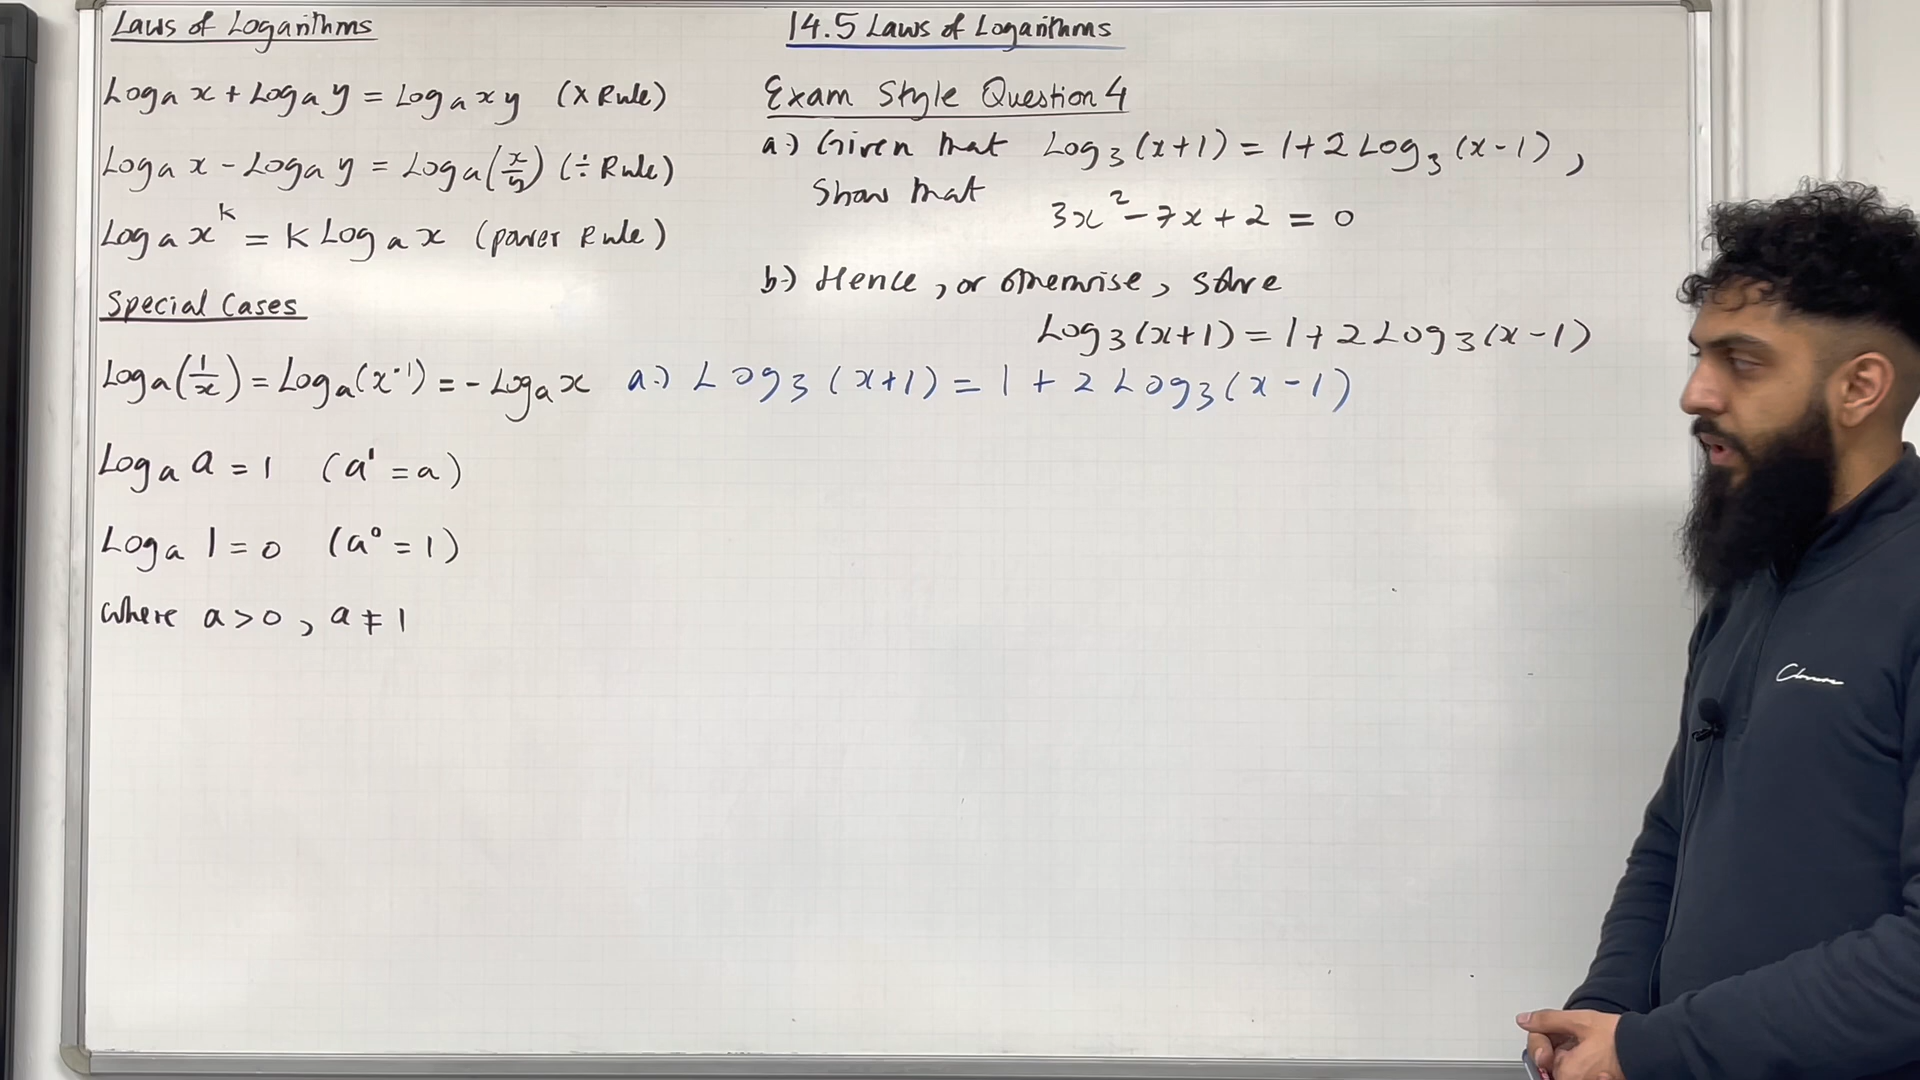 Laws of Logarithms
Logₐ x + Logₐ y = Logₐ xy (× Rule)
Logₐ x - Logₐ y = Logₐ(x/y) (÷ Rule)
Logₐ xᵏ = K Logₐ x (power Rule)
Special Cases
Logₐ(1/x) = Logₐ(x⁻¹) = - Logₐ x
Logₐ a = 1 (a¹ = a)
Logₐ 1 = 0 (a⁰ = 1)
Where a > 0, a ≠ 1
14.5 Laws of Logarithms
Exam Style Question 4
a.) Given that Log₃(x+1) = 1 + 2 Log₃(x-1),
Show that
3x² - 7x + 2 = 0
b.) Hence, or otherwise, solve
Log₃(x+1) = 1 + 2 Log₃(x-1)
a.) Log₃(x+1) = 1 + 2 Log₃(x-1)